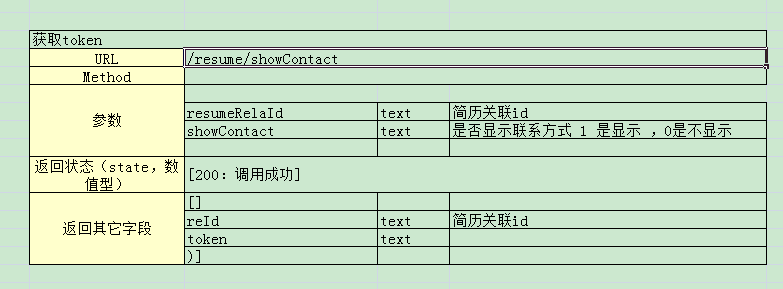 获取token
URL /resume/showContact
Method
参数
resumeRelaId text 简历关联id
showContact text 是否显示联系方式 1 是显示 ，0是不显示
返回状态（state，数
值型） [200：调用成功]
返回其它字段
[]
reId text 简历关联id
token text
)]